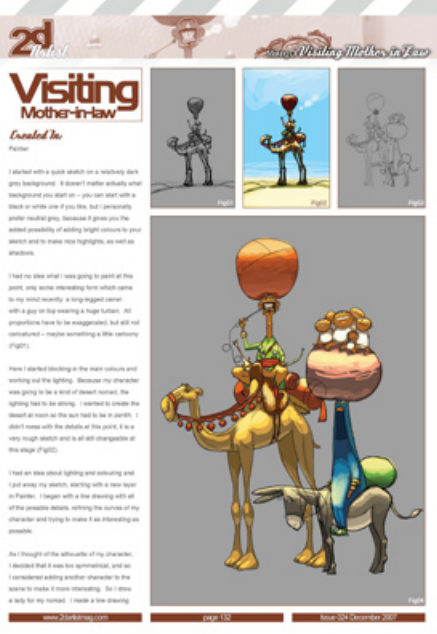 2d
Artist
Making of Visiting Mother in Law
Visiting
Mother-in-law
Created In:
Painter
I started with a quick sketch on a relatively dark
grey background. It doesn't matter actually what
background you start on – you can start with a
black or white one if you like, but I personally
prefer neutral grey, because it gives you the
added possibility of adding bright colours to your
sketch and to make nice highlights, as well as
shadows.
I had no idea what I was going to paint at this
point, only some interesting form which came
to my mind recently: a long-legged camel
with a guy on top wearing a huge turban. All
proportions have to be exaggerated, but still not
caricatured – maybe something a little cartoony
(Fig01).
Here I started blocking in the main colours and
working out the lighting. Because my character
was going to be a kind of desert nomad, the
lighting had to be strong. I wanted to create the
desert at noon so the sun had to be in zenith. I
didn't mess with the details at this point; it is a
very rough sketch and is all still changeable at
this stage (Fig02).
I had an idea about lighting and colouring and
I put away my sketch, starting with a new layer
in Painter. I began with a line drawing with all
of the possible details, refining the curves of my
character and trying to make it as interesting as
possible.
As I thought of the silhouette of my character,
I decided that it was too symmetrical, and so
I considered adding another character to the
scene to make it more interesting. So I drew
a lady for my nomad. I made a line drawing
Fig01
Fig02
Fig03
Fig04
www.2dartistmag.com
page 132
Issue 024 December 2007